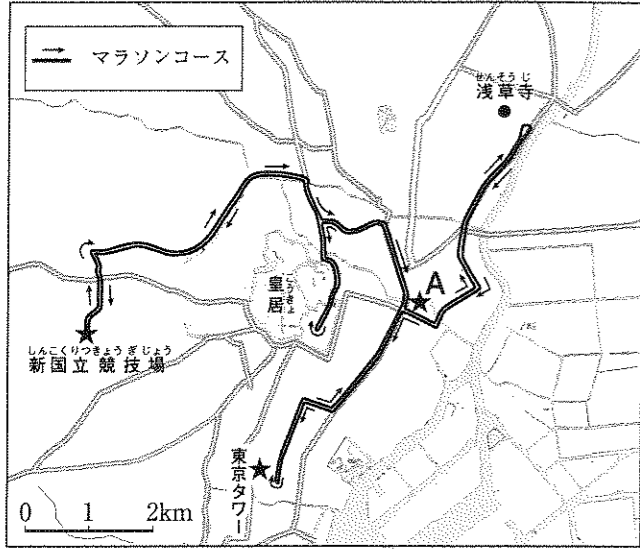 マラソンコース
せんそうじ
浅草寺
A
こうきょ
皇居
しんこくりつきょうぎじょう
新国立競技場
東京タワー
0 1 2km